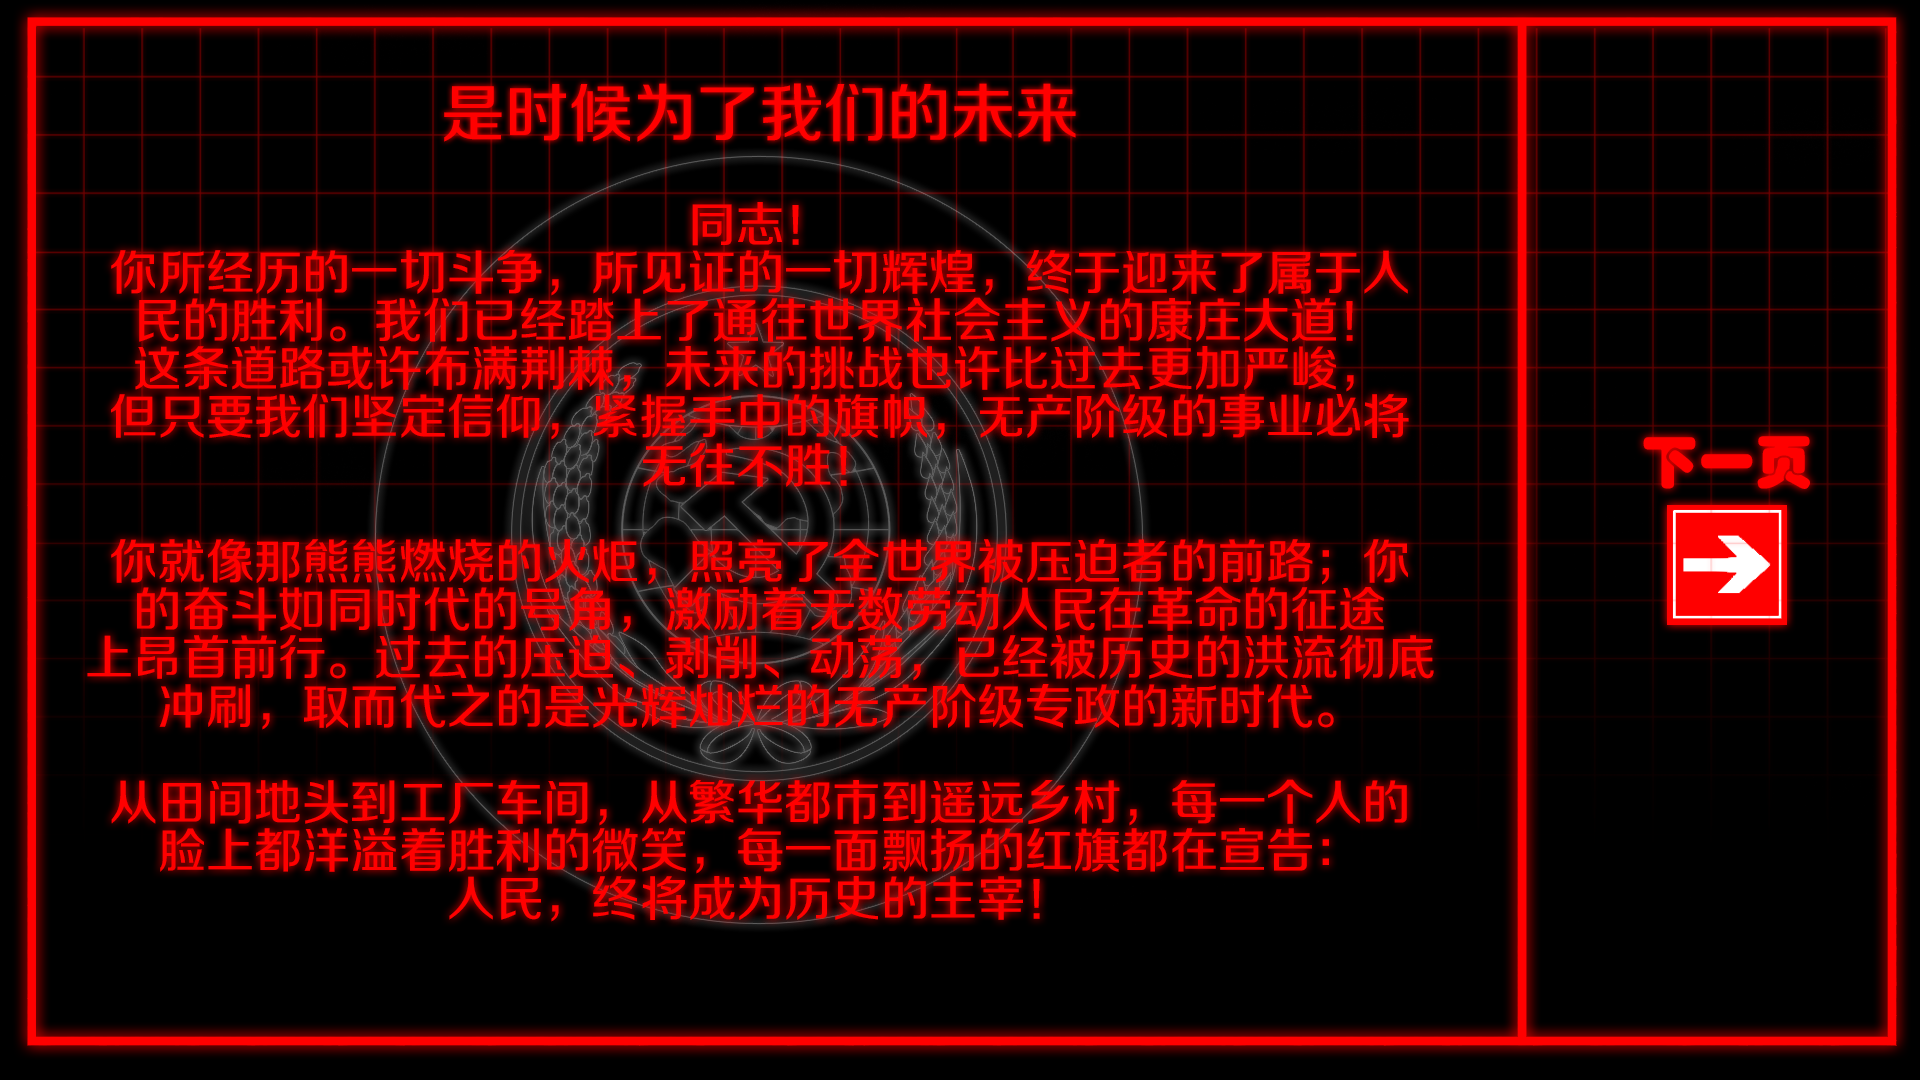 是时候为了我们的未来
同志！
你所经历的一切斗争，所见证的一切辉煌，终于迎来了属于人
民的胜利。我们已经踏上了通往世界社会主义的康庄大道！
这条道路或许布满荆棘，未来的挑战也许比过去更加严峻，
但只要我们坚定信仰，紧握手中的旗帜，无产阶级的事业必将
无往不胜！
你就像那熊熊燃烧的火炬，照亮了全世界被压迫者的前路；你
的奋斗如同时代的号角，激励着无数劳动人民在革命的征途
上昂首前行。过去的压迫、剥削、动荡，已经被历史的洪流彻底
冲刷，取而代之的是光辉灿烂的无产阶级专政的新时代。
从田间地头到工厂车间，从繁华都市到遥远乡村，每一个人的
脸上都洋溢着胜利的微笑，每一面飘扬的红旗都在宣告：
人民，终将成为历史的主宰！
下一页